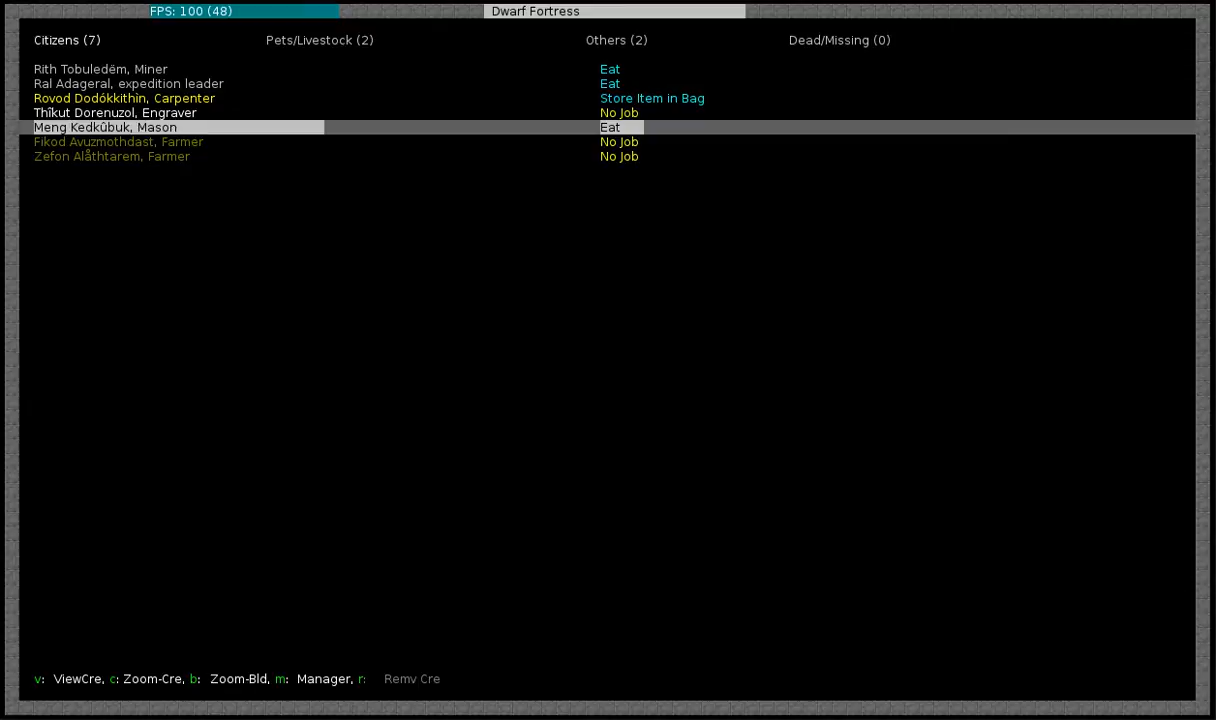 FPS: 100 (48) Dwarf Fortress
Citizens (7) Pets/Livestock (2) Others (2) Dead/Missing (0)
Rith Tobuledëm, Miner Eat
Ral Adageral, expedition leader Eat
Rovod Dodókkithìn, Carpenter Store Item in Bag
Thîkut Dorenuzol, Engraver No Job
Meng Kedkûbuk, Mason Eat
Fikod Avuzmothdast, Farmer No Job
Zefon Alåthtarem, Farmer No Job
v: ViewCre, c: Zoom-Cre, b: Zoom-Bld, m: Manager, r: Remv Cre